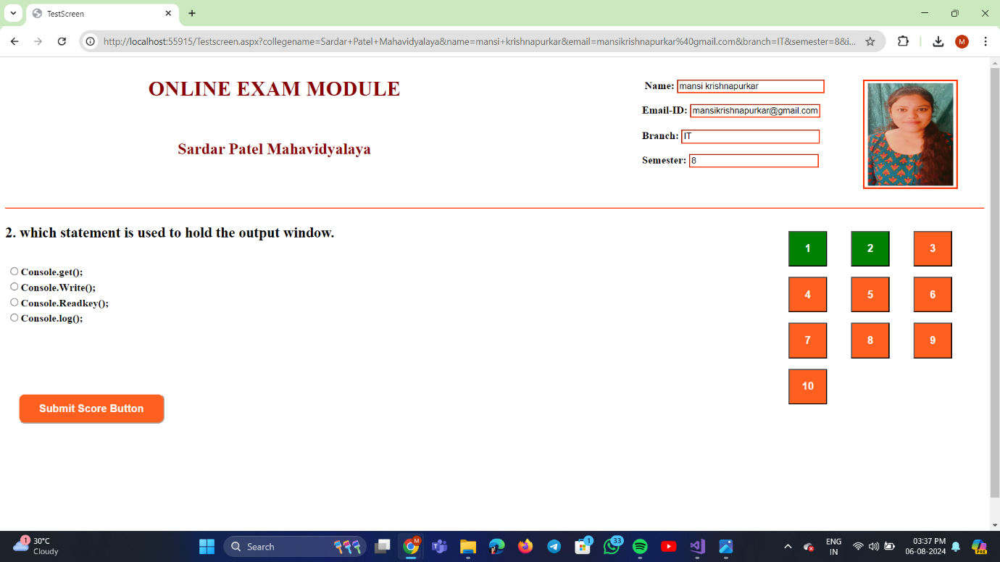 TestScreen
http://localhost:55915/Testscreen.aspx?collegename=Sardar+Patel+Mahavidyalaya&name=mansi+krishnapurkar&email=mansikrishnapurkar%40gmail.com&branch=IT&semester=8&i...
M
ONLINE EXAM MODULE
Sardar Patel Mahavidyalaya
Name: mansi krishnapurkar
Email-ID: mansikrishnapurkar@gmail.com
Branch: IT
Semester: 8
2. which statement is used to hold the output window.
Console.get();
Console.Write();
Console.Readkey();
Console.log();
1 2 3
4 5 6
7 8 9
10
Submit Score Button
1
30°C
Cloudy
Search
M
1
33
ENG
IN
03:37 PM
06-08-2024
PRE